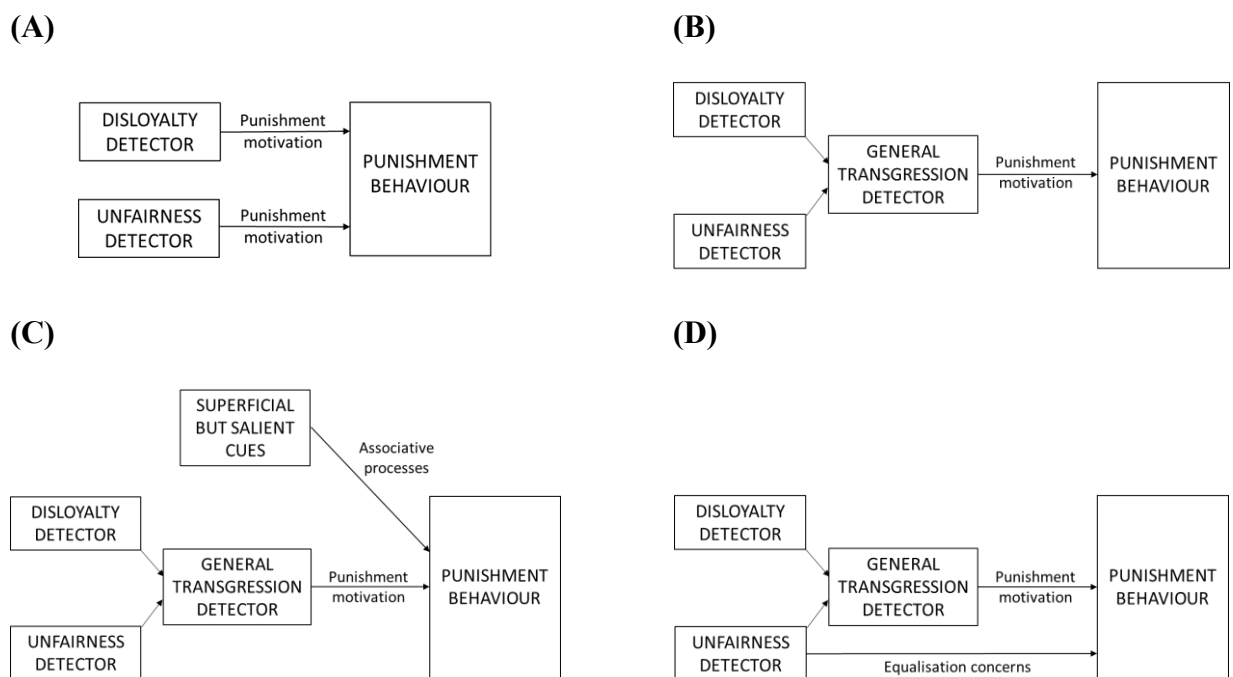 (A)
DISLOYALTY
DETECTOR
Punishment
motivation
UNFAIRNESS
DETECTOR
Punishment
motivation
PUNISHMENT
BEHAVIOUR
(B)
DISLOYALTY
DETECTOR
UNFAIRNESS
DETECTOR
GENERAL
TRANSGRESSION
DETECTOR
Punishment
motivation
PUNISHMENT
BEHAVIOUR
(C)
SUPERFICIAL
BUT SALIENT
CUES
Associative
processes
DISLOYALTY
DETECTOR
UNFAIRNESS
DETECTOR
GENERAL
TRANSGRESSION
DETECTOR
Punishment
motivation
PUNISHMENT
BEHAVIOUR
(D)
DISLOYALTY
DETECTOR
UNFAIRNESS
DETECTOR
GENERAL
TRANSGRESSION
DETECTOR
Punishment
motivation
Equalisation concerns
PUNISHMENT
BEHAVIOUR